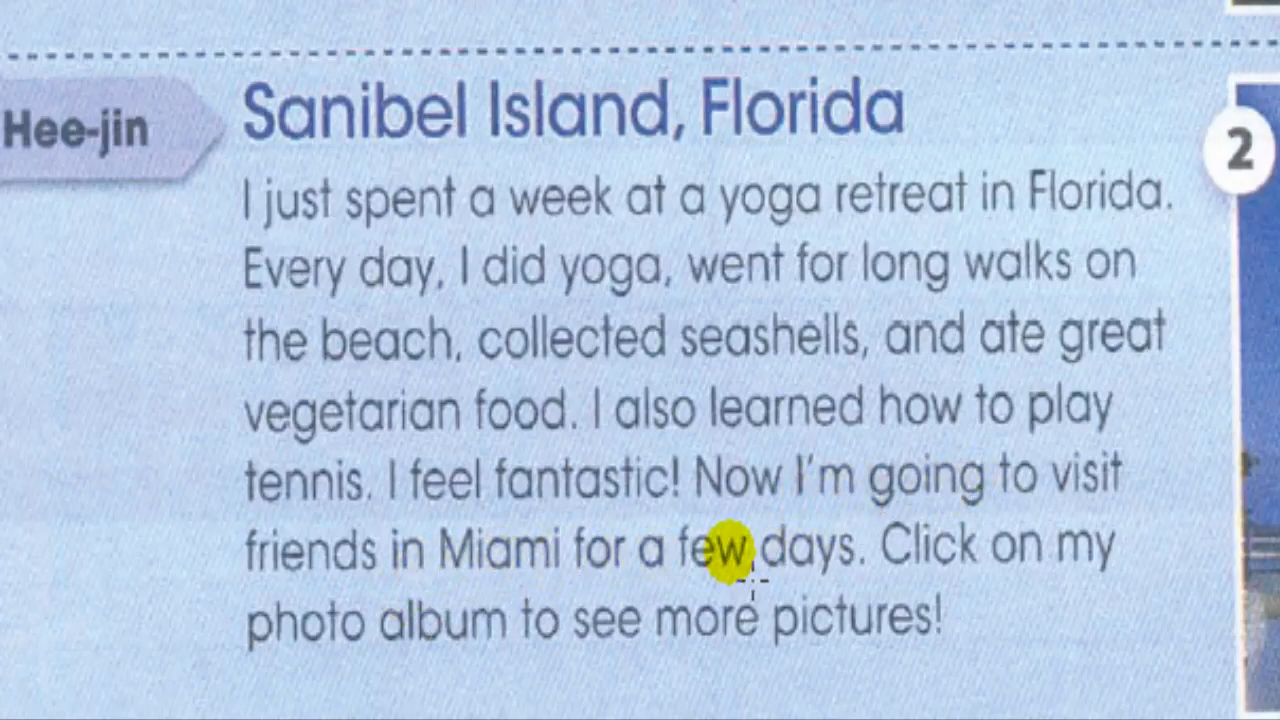 Hee-jin
Sanibel Island, Florida
I just spent a week at a yoga retreat in Florida.
Every day, I did yoga, went for long walks on
the beach, collected seashells, and ate great
vegetarian food. I also learned how to play
tennis. I feel fantastic! Now I'm going to visit
friends in Miami for a few days. Click on my
photo album to see more pictures!
2